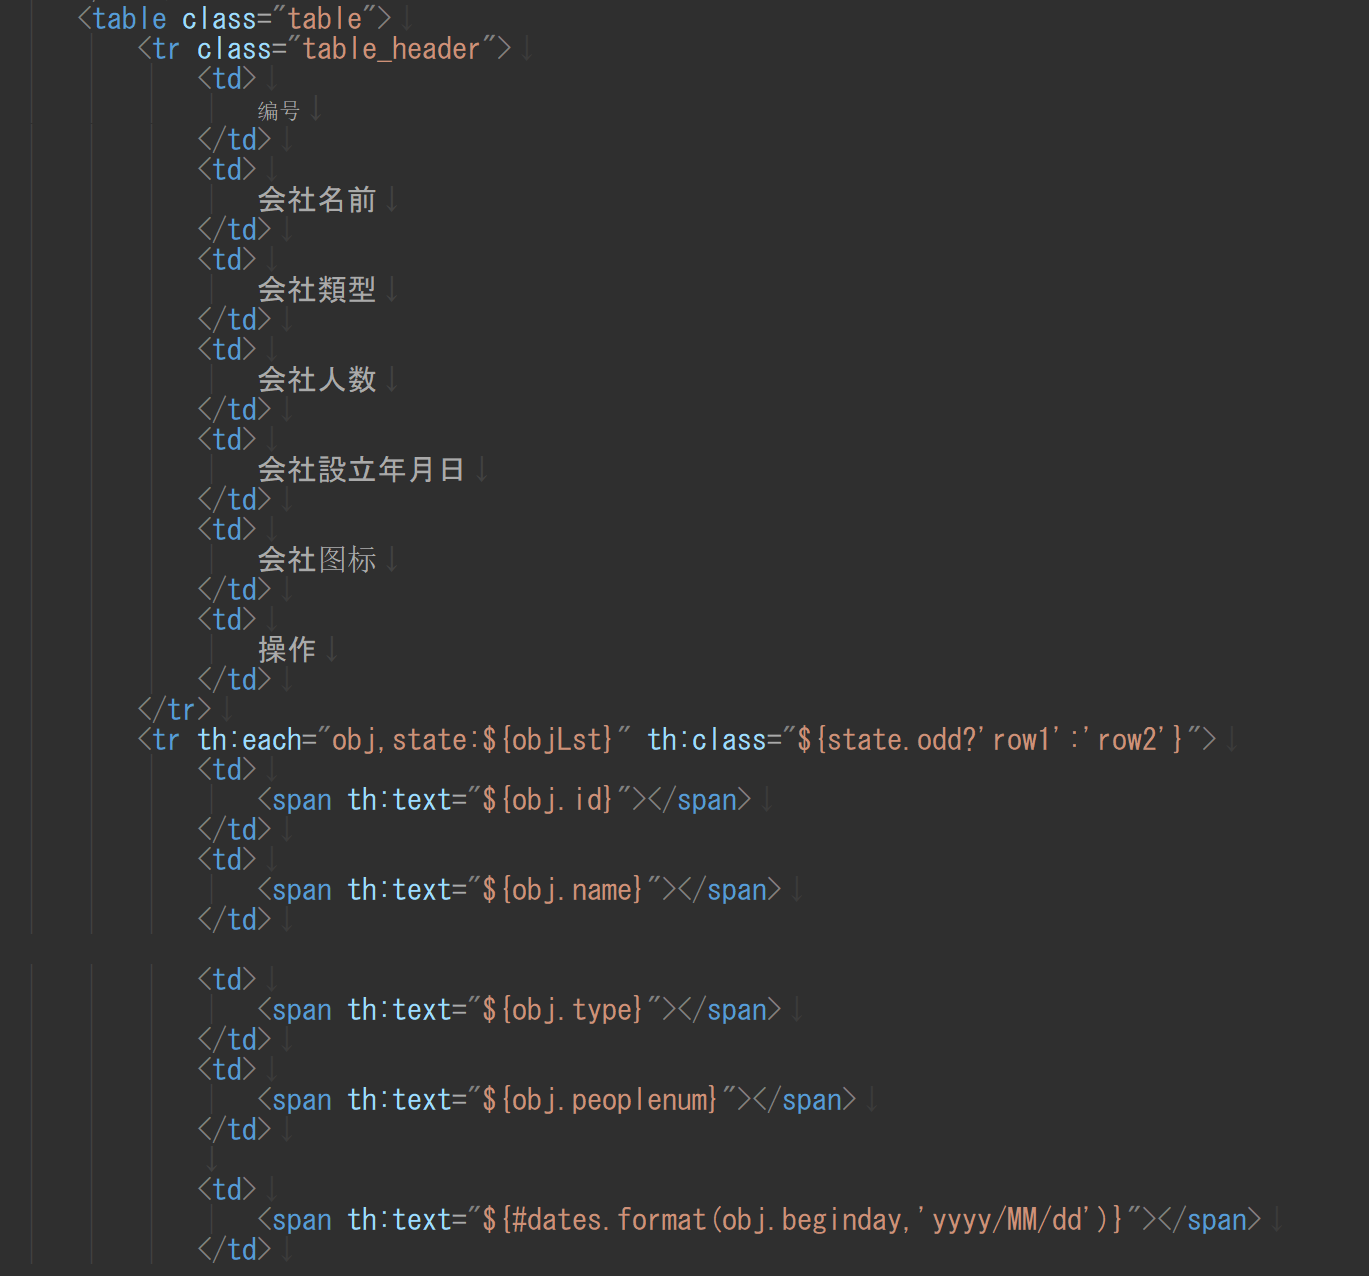 <table class="table">
<tr class="table_header">
<td>
编号
</td>
<td>
会社名前
</td>
<td>
会社類型
</td>
<td>
会社人数
</td>
<td>
会社設立年月日
</td>
<td>
会社图标
</td>
<td>
操作
</td>
</tr>
<tr th:each="obj,state:${objLst}" th:class="${state.odd?'row1':'row2'}">
<td>
<span th:text="${obj.id}"></span>
</td>
<td>
<span th:text="${obj.name}"></span>
</td>
<td>
<span th:text="${obj.type}"></span>
</td>
<td>
<span th:text="${obj.peoplenum}"></span>
</td>
<td>
<span th:text="${#dates.format(obj.beginday,'yyyy/MM/dd')}"></span>
</td>